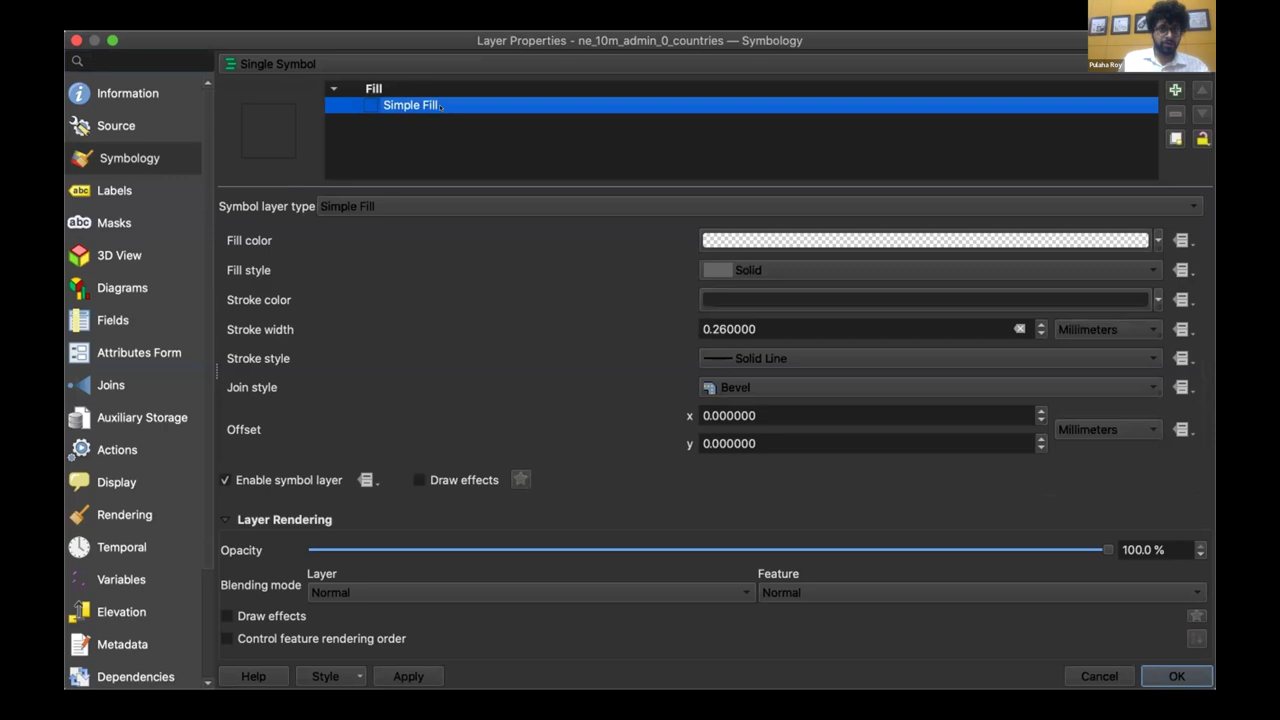 Layer Properties - ne_10m_admin_0_countries — Symbology
Pulaha Roy
Single Symbol
Information
Source
Symbology
Labels
Masks
3D View
Diagrams
Fields
Attributes Form
Joins
Auxiliary Storage
Actions
Display
Rendering
Temporal
Variables
Elevation
Metadata
Dependencies
Fill
Simple Fill
Symbol layer type Simple Fill
Fill color
Fill style Solid
Stroke color
Stroke width 0.260000 Millimeters
Stroke style Solid Line
Join style Bevel
x 0.000000
Offset Millimeters
y 0.000000
Enable symbol layer Draw effects
Layer Rendering
Opacity 100.0 %
Layer Feature
Blending mode Normal Normal
Draw effects
Control feature rendering order
Help Style Apply Cancel OK